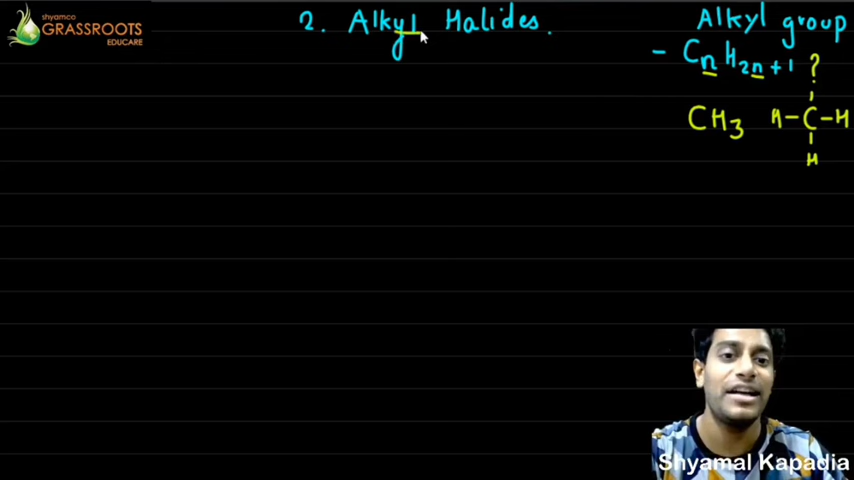 shyamco
GRASSROOTS
EDUCARE
2. Alkyl Halides.
Alkyl group
- CnH2n+1
?
CH3 H-C-H
H
Shyamal Kapadia